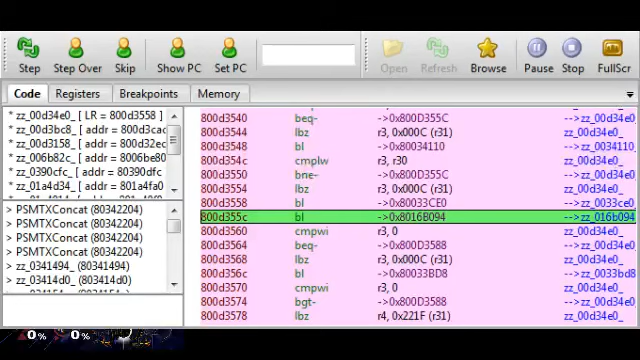 Step Step Over Skip Show PC Set PC Open Refresh Browse Pause Stop FullScr
Code Registers Breakpoints Memory
* zz_00d34e0_ [ LR = 800d3558 ]
* zz_00d3bc8_ [ addr = 800d3cac
* zz_00d3158_ [ addr = 800d32ec
* zz_006b82c_ [ addr = 8006be80
* zz_0390cfc_ [ addr = 80390dfc
* zz_01a4d34_ [ addr = 801a4fa0
> PSMTXConcat (80342204)
> PSMTXConcat (80342204)
> PSMTXConcat (80342204)
> PSMTXConcat (80342204)
> zz_0341494_ (80341494)
> zz_03414d0_ (803414d0)
800d3540 beq- ->0x800D355C -->zz_00d34e0_
800d3544 lbz r3, 0x000C (r31) zz_00d34e0_
800d3548 bl ->0x80034110 -->zz_0034110_
800d354c cmplw r3, r30 zz_00d34e0_
800d3550 bne- ->0x800D355C -->zz_00d34e0_
800d3554 lbz r3, 0x000C (r31) zz_00d34e0_
800d3558 bl ->0x80033CE0 -->zz_0033ce0_
800d355c bl ->0x8016B094 -->zz_016b094_
800d3560 cmpwi r3, 0 zz_00d34e0_
800d3564 beq- ->0x800D3588 -->zz_00d34e0_
800d3568 lbz r3, 0x000C (r31) zz_00d34e0_
800d356c bl ->0x80033BD8 -->zz_0033bd8
800d3570 cmpwi r3, 0 zz_00d34e0_
800d3574 bgt- ->0x800D3588 -->zz_00d34e0_
800d3578 lbz r4, 0x221F (r31) zz_00d34e0_
0% 0%